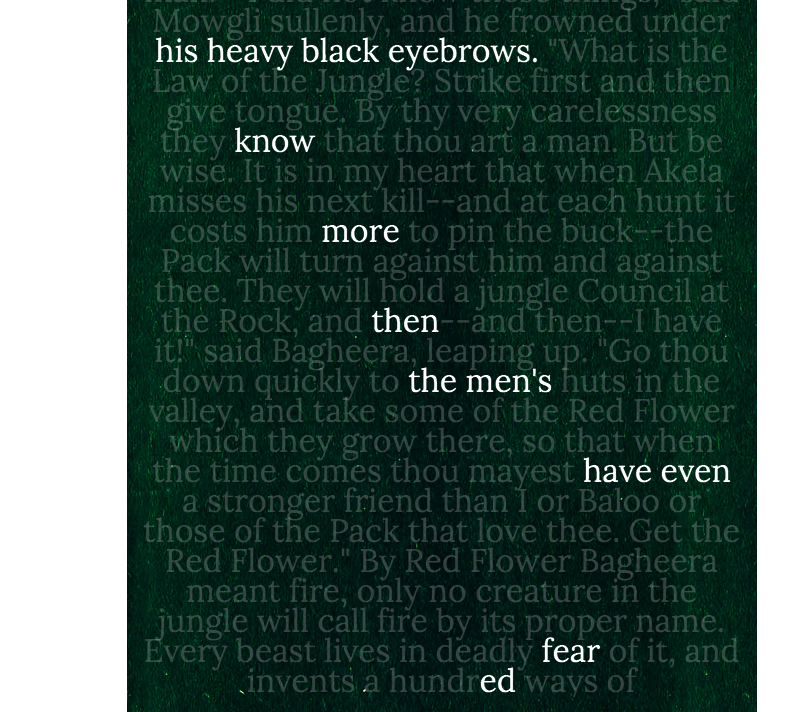 Mowgli sullenly, and he frowned under
his heavy black eyebrows. "What is the
Law of the Jungle? Strike first and then
give tongue. By thy very carelessness
they know that thou art a man. But be
wise. It is in my heart that when Akela
misses his next kill--and at each hunt it
costs him more to pin the buck--the
Pack will turn against him and against
thee. They will hold a jungle Council at
the Rock, and then--and then--I have
it!" said Bagheera, leaping up. "Go thou
down quickly to the men's huts in the
valley, and take some of the Red Flower
which they grow there, so that when
the time comes thou mayest have even
a stronger friend than I or Baloo or
those of the Pack that love thee. Get the
Red Flower." By Red Flower Bagheera
meant fire, only no creature in the
jungle will call fire by its proper name.
Every beast lives in deadly fear of it, and
invents a hundred ways of